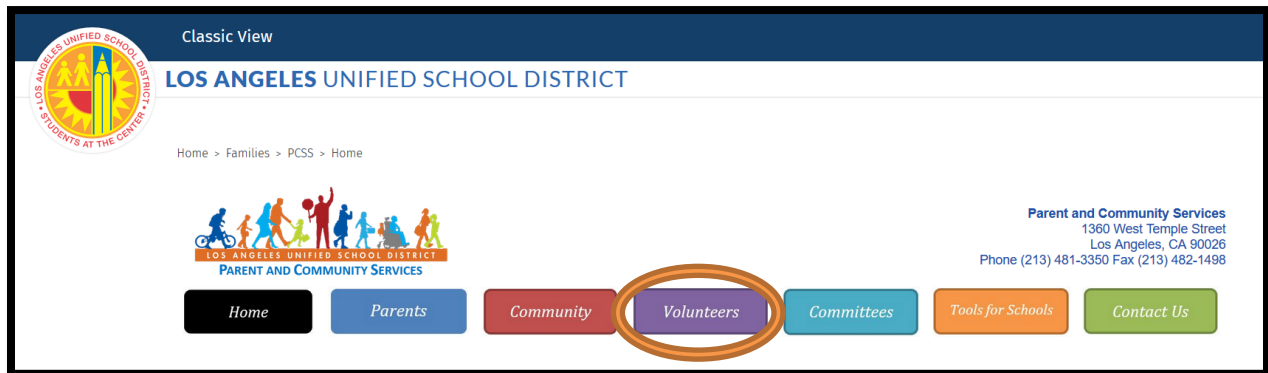 Classic View
LOS ANGELES UNIFIED SCHOOL DISTRICT
LOS ANGELES UNIFIED SCHOOL DISTRICT
• STUDENTS AT THE CENTER •
Home > Families > PCSS > Home
LOS ANGELES UNIFIED SCHOOL DISTRICT
PARENT AND COMMUNITY SERVICES
Parent and Community Services
1360 West Temple Street
Los Angeles, CA 90026
Phone (213) 481-3350 Fax (213) 482-1498
Home Parents Community Volunteers Committees Tools for Schools Contact Us